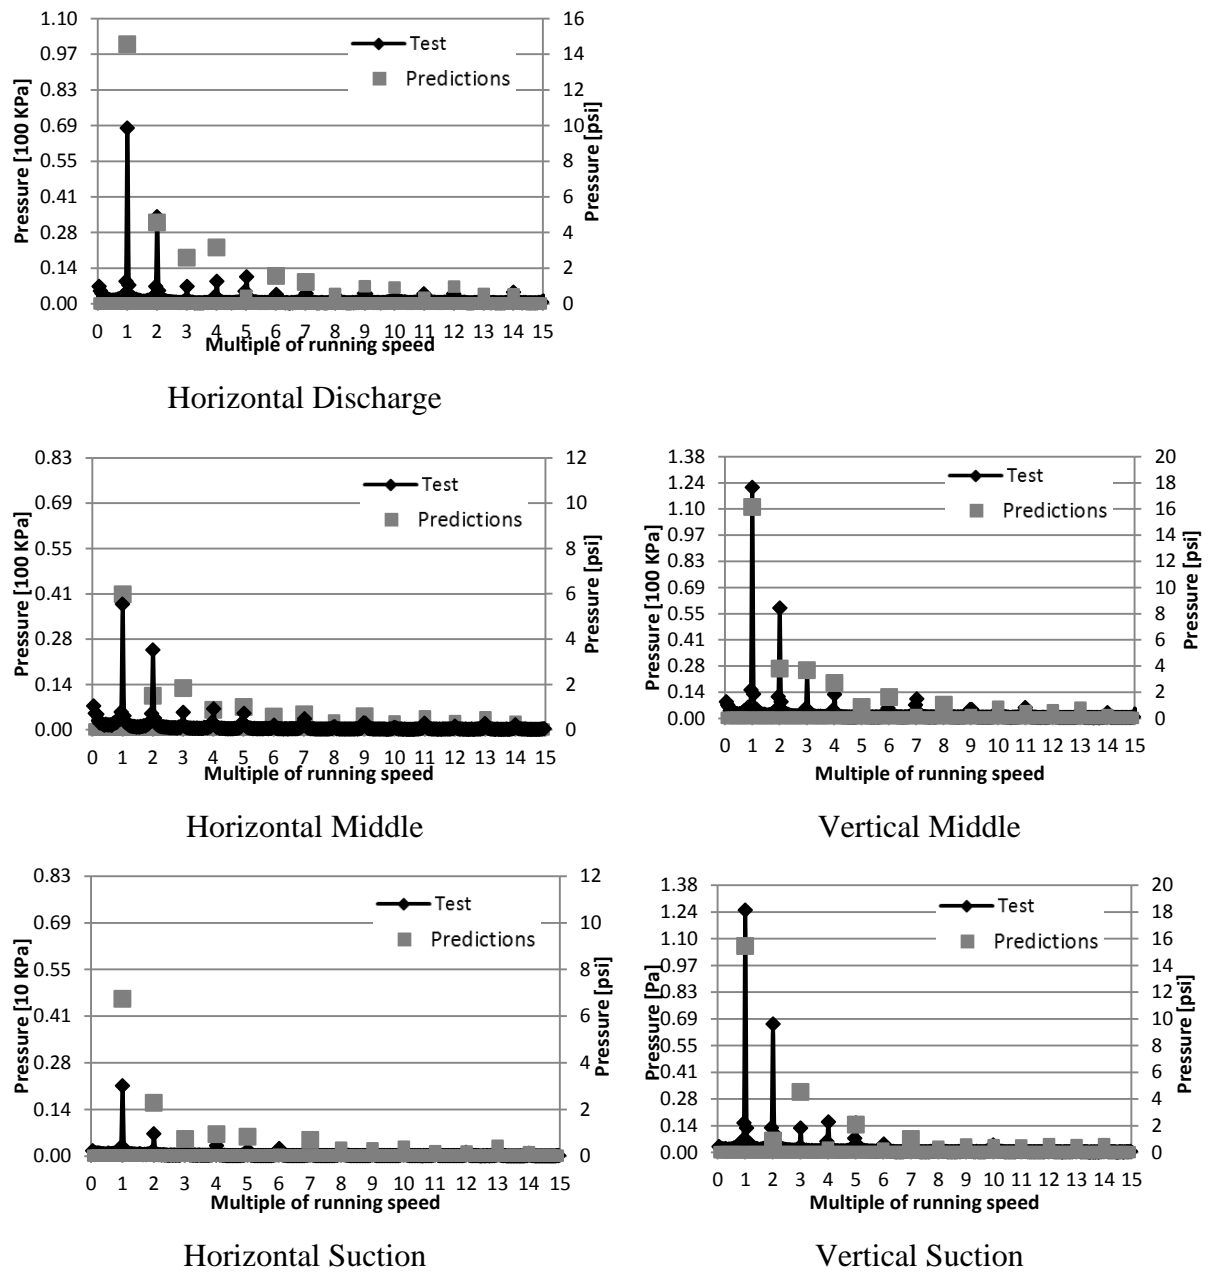 1.10 0.97 0.83 0.69 0.55 0.41 0.28 0.14 0.00
Pressure [100 KPa]
Test
Predictions
16 14 12 10 8 6 4 2 0
Pressure [psi]
0 1 2 3 4 5 6 7 8 9 10 11 12 13 14 15
Multiple of running speed
Horizontal Discharge
0.83 0.69 0.55 0.41 0.28 0.14 0.00
Pressure [100 KPa]
Test
Predictions
12 10 8 6 4 2 0
Pressure [psi]
0 1 2 3 4 5 6 7 8 9 10 11 12 13 14 15
Multiple of running speed
Horizontal Middle
1.38 1.24 1.10 0.97 0.83 0.69 0.55 0.41 0.28 0.14 0.00
Pressure [100 KPa]
Test
Predictions
20 18 16 14 12 10 8 6 4 2 0
Pressure [psi]
0 1 2 3 4 5 6 7 8 9 10 11 12 13 14 15
Multiple of running speed
Vertical Middle
0.83 0.69 0.55 0.41 0.28 0.14 0.00
Pressure [10 KPa]
Test
Predictions
12 10 8 6 4 2 0
Pressure [psi]
0 1 2 3 4 5 6 7 8 9 10 11 12 13 14 15
Multiple of running speed
Horizontal Suction
1.38 1.24 1.10 0.97 0.83 0.69 0.55 0.41 0.28 0.14 0.00
Pressure [Pa]
Test
Predictions
20 18 16 14 12 10 8 6 4 2 0
Pressure [psi]
0 1 2 3 4 5 6 7 8 9 10 11 12 13 14 15
Multiple of running speed
Vertical Suction